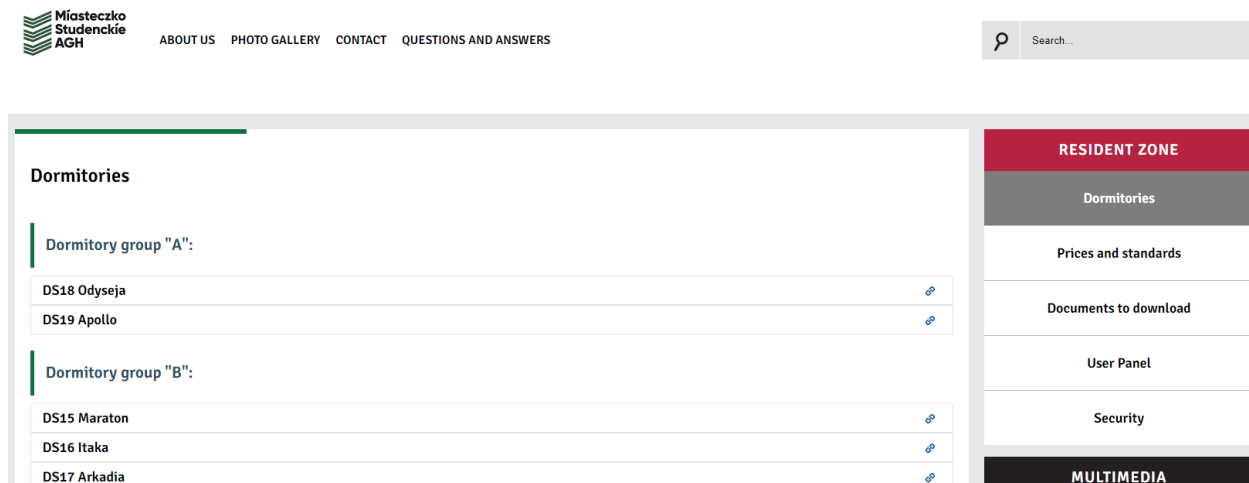 Miasteczko
Studenckie
AGH
ABOUT US PHOTO GALLERY CONTACT QUESTIONS AND ANSWERS
Search...
Dormitories
Dormitory group "A":
DS18 Odyseja
DS19 Apollo
Dormitory group "B":
DS15 Maraton
DS16 Itaka
DS17 Arkadia
RESIDENT ZONE
Dormitories
Prices and standards
Documents to download
User Panel
Security
MULTIMEDIA